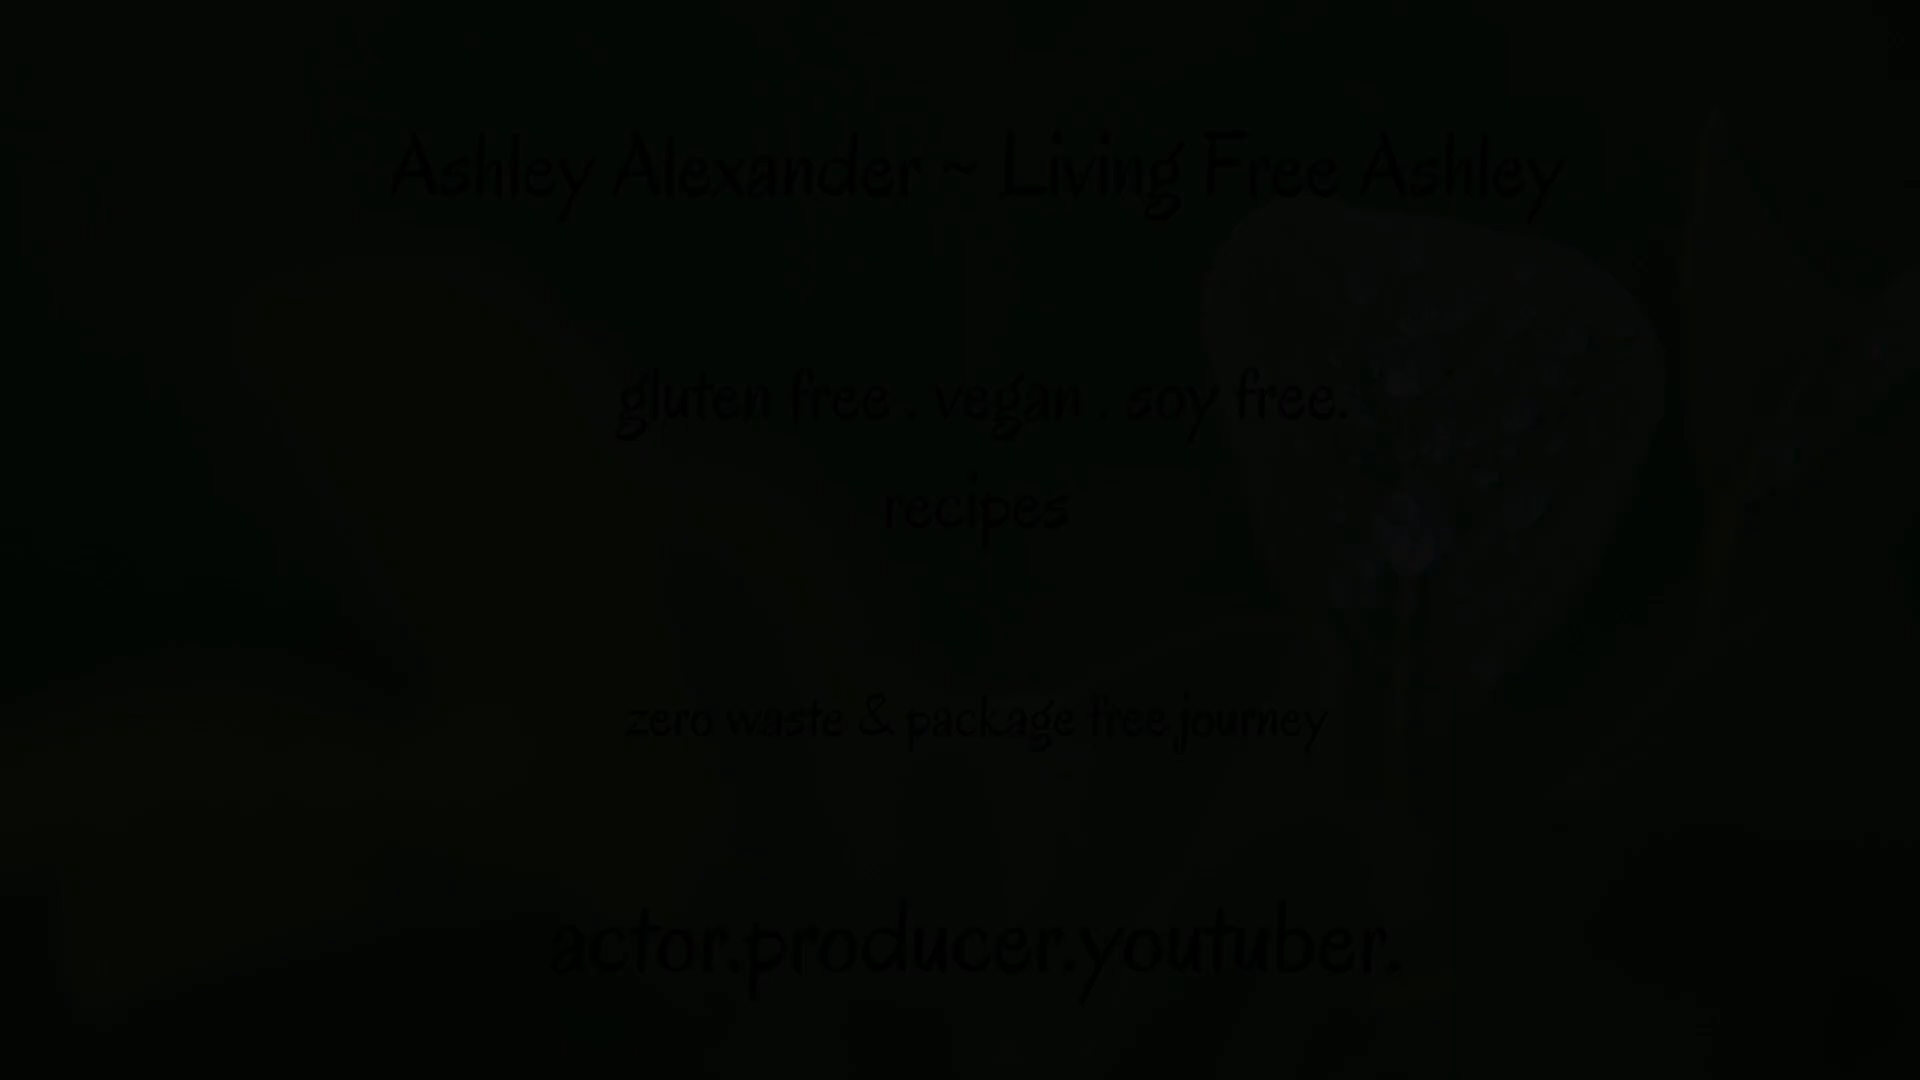 Ashley Alexander ~ Living Free Ashley
gluten free . vegan . soy free.
recipes
zero waste & package free journey
actor.producer.youtuber.